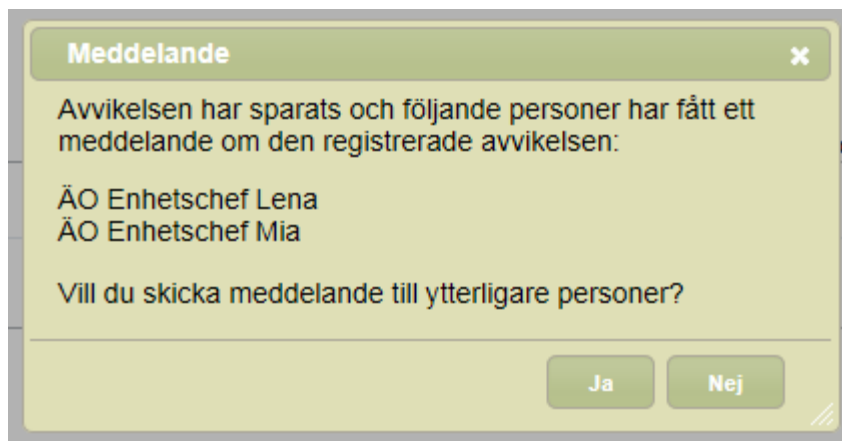 Meddelande
Avvikelsen har sparats och följande personer har fått ett
meddelande om den registrerade avvikelsen:
ÄO Enhetschef Lena
ÄO Enhetschef Mia
Vill du skicka meddelande till ytterligare personer?
Ja Nej